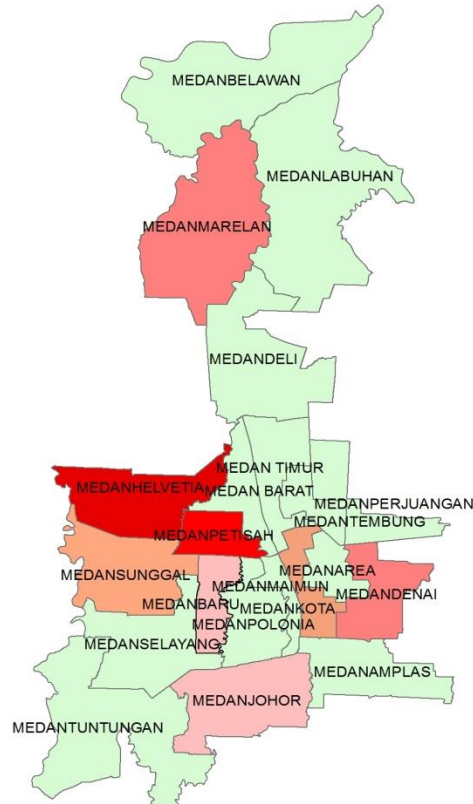 MEDANBELAWAN
MEDANLABUHAN
MEDANMARELAN
MEDANDELI
MEDAN TIMUR
MEDANHELVETIA
MEDAN BARAT
MEDANPERJUANGAN
MEDANTEMBUNG
MEDANPETISAH
MEDANAREA
MEDANSUNGGAL
MEDANMAIMUN
MEDANDENAI
MEDANBARU
MEDANKOTA
MEDANPOLONIA
MEDANSELAYANG
MEDANAMPLAS
MEDANJOHOR
MEDANTUNTUNGAN